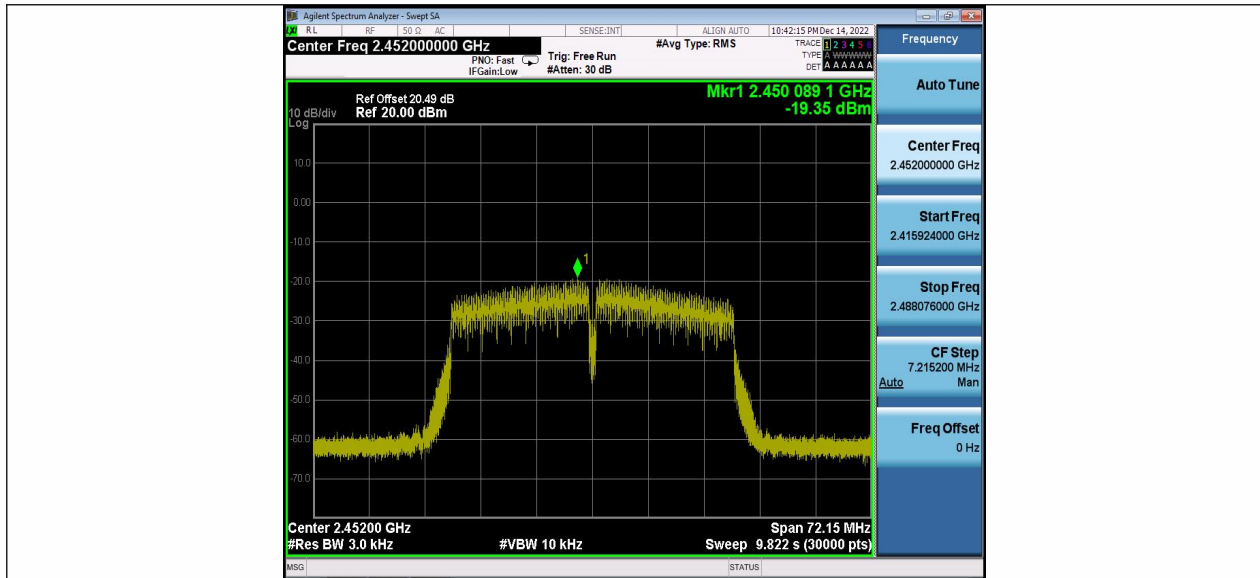 Agilent Spectrum Analyzer - Swept SA
RL RF 50 Ω AC SENSE:INT ALIGN AUTO 10:42:15 PM Dec 14, 2022
Center Freq 2.452000000 GHz
PNO: Fast
IFGain:Low
Trig: Free Run
#Atten: 30 dB
#Avg Type: RMS
TRACE 1 2 3 4 5 6
TYPE A WWWWW
DET A A A A A A
Frequency
Mkr1 2.450 089 1 GHz
-19.35 dBm
Ref Offset 20.49 dB
10 dB/div Ref 20.00 dBm
Log
10.0
0.00
-10.0
-20.0
-30.0
-40.0
-50.0
-60.0
-70.0
1
Center 2.45200 GHz Span 72.15 MHz
#Res BW 3.0 kHz #VBW 10 kHz Sweep 9.822 s (30000 pts)
Auto Tune
Center Freq
2.452000000 GHz
Start Freq
2.415924000 GHz
Stop Freq
2.488076000 GHz
CF Step
7.215200 MHz
Auto Man
Freq Offset
0 Hz
MSG STATUS